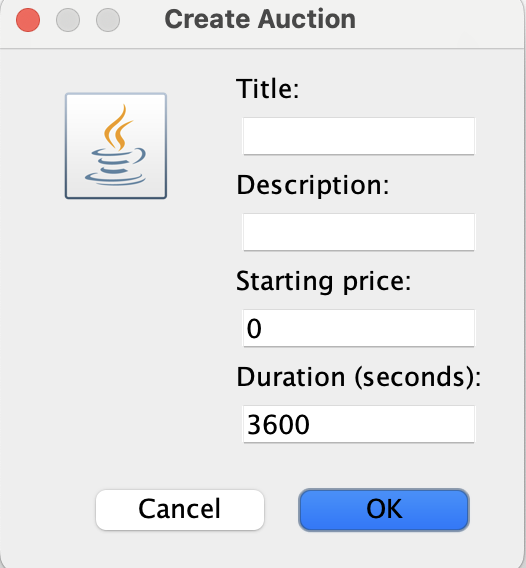 Create Auction
Title:
Description:
Starting price:
0
Duration (seconds):
3600
Cancel
OK